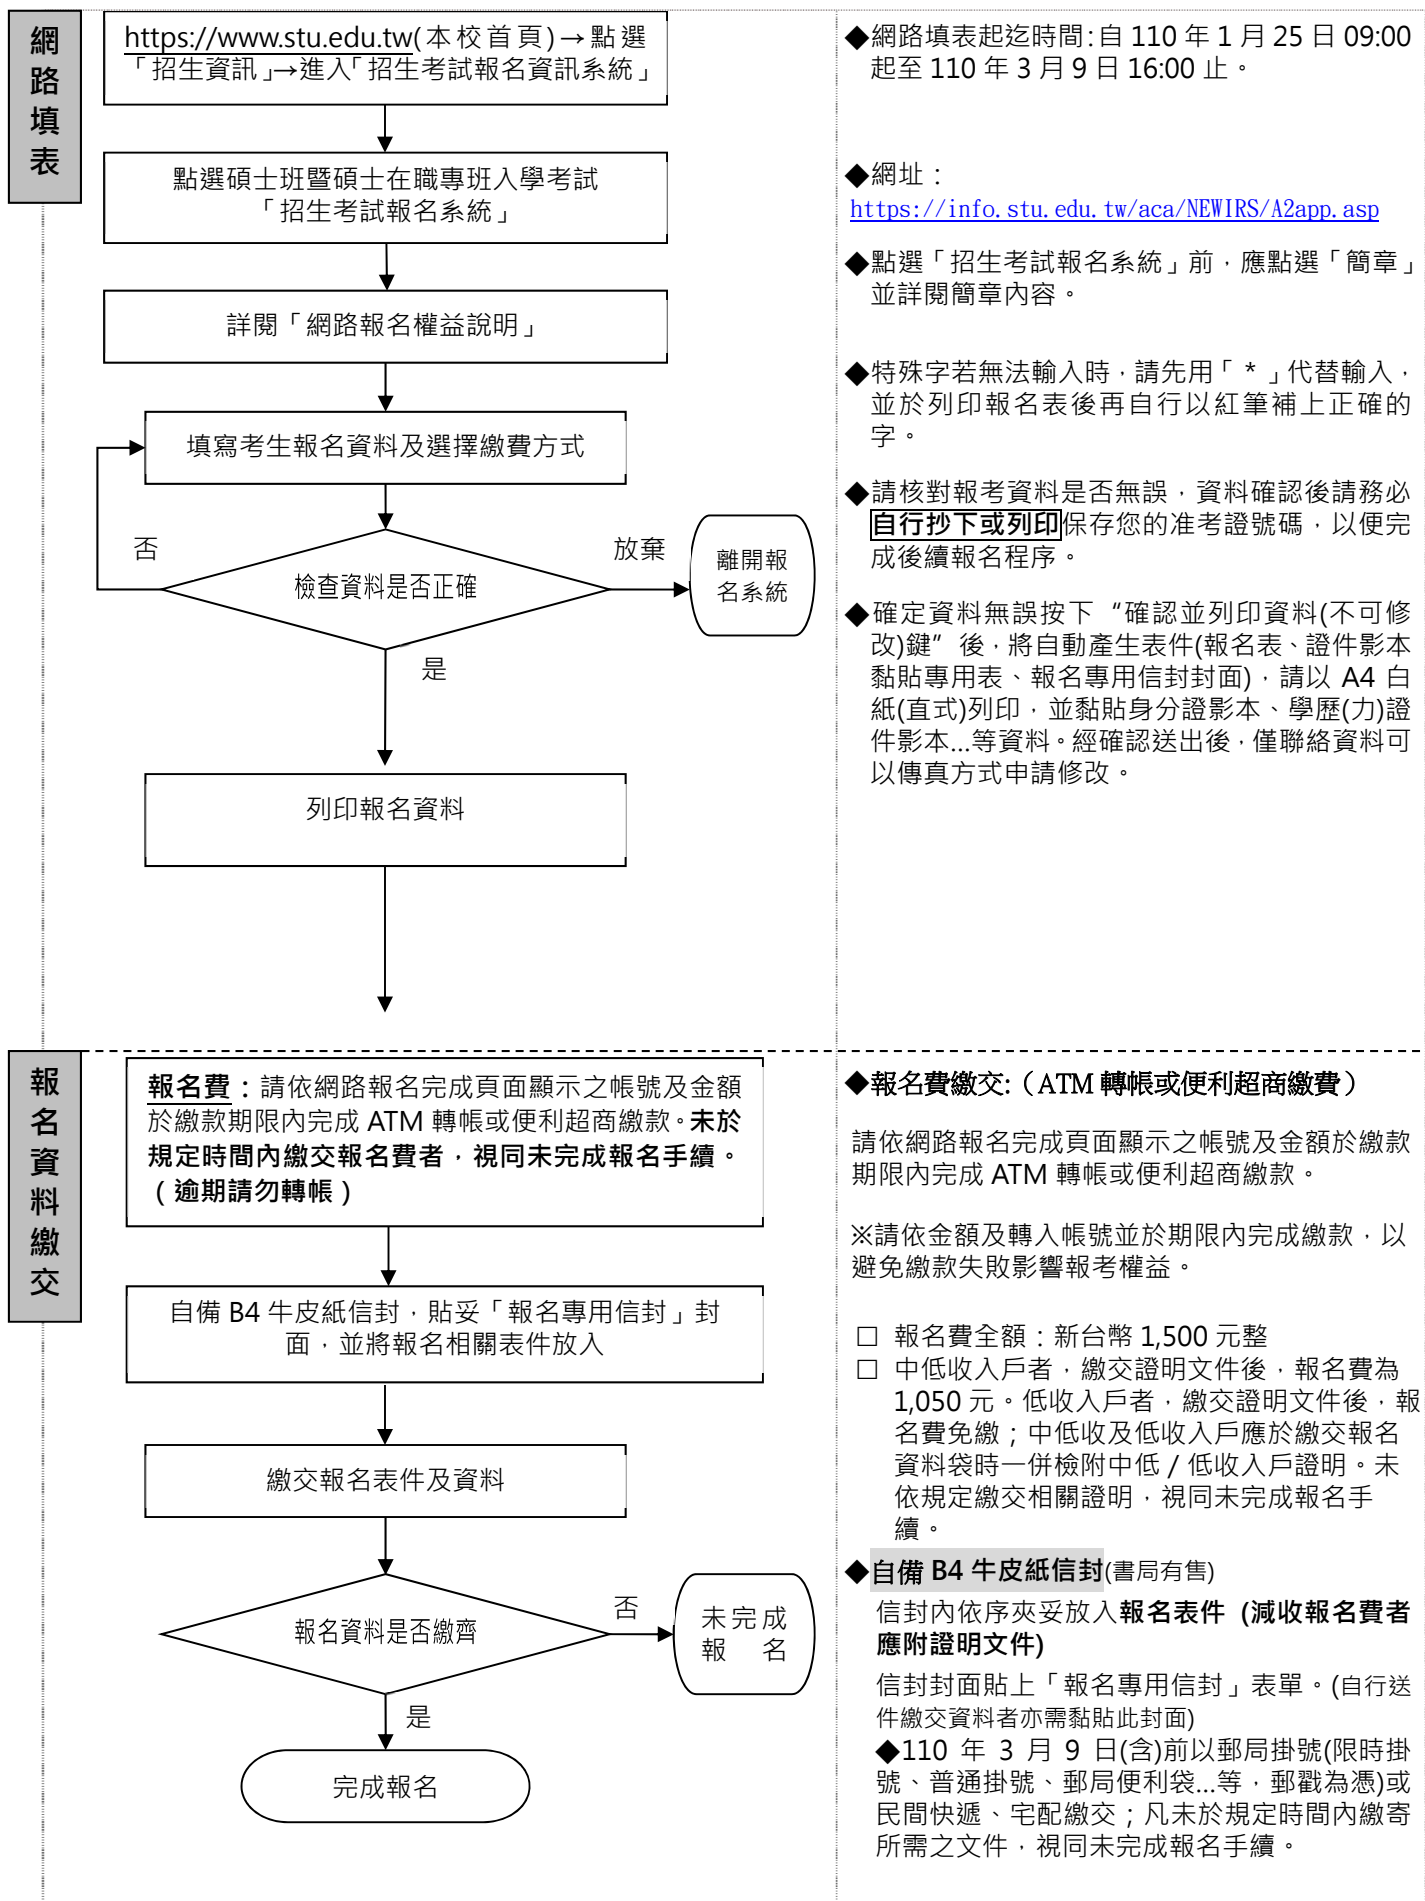 網
路
填
表
https://www.stu.edu.tw(本校首頁)→點選
「招生資訊」→進入「招生考試報名資訊系統」
點選碩士班暨碩士在職專班入學考試
「招生考試報名系統」
詳閱「網路報名權益說明」
填寫考生報名資料及選擇繳費方式
否
檢查資料是否正確
放棄
離開報
名系統
是
列印報名資料
◆網路填表起迄時間:自 110 年 1 月 25 日 09:00
起至 110 年 3 月 9 日 16:00 止。
◆網址：
https://info.stu.edu.tw/aca/NEWIRS/A2app.asp
◆點選「招生考試報名系統」前，應點選「簡章」
並詳閱簡章內容。
◆特殊字若無法輸入時，請先用「 * 」代替輸入，
並於列印報名表後再自行以紅筆補上正確的
字。
◆請核對報考資料是否無誤，資料確認後請務必
自行抄下或列印保存您的准考證號碼，以便完
成後續報名程序。
◆確定資料無誤按下“確認並列印資料(不可修
改)鍵”後，將自動產生表件(報名表、證件影本
黏貼專用表、報名專用信封封面)，請以 A4 白
紙(直式)列印，並黏貼身分證影本、學歷(力)證
件影本…等資料。經確認送出後，僅聯絡資料可
以傳真方式申請修改。
報
名
資
料
繳
交
報名費：請依網路報名完成頁面顯示之帳號及金額
於繳款期限內完成 ATM 轉帳或便利超商繳款。未於
規定時間內繳交報名費者，視同未完成報名手續。
（逾期請勿轉帳）
自備 B4 牛皮紙信封，貼妥「報名專用信封」封
面，並將報名相關表件放入
繳交報名表件及資料
報名資料是否繳齊
否
未完成
報 名
是
完成報名
◆報名費繳交:（ATM 轉帳或便利超商繳費）
請依網路報名完成頁面顯示之帳號及金額於繳款
期限內完成 ATM 轉帳或便利超商繳款。
※請依金額及轉入帳號並於期限內完成繳款，以
避免繳款失敗影響報考權益。
□ 報名費全額：新台幣 1,500 元整
□ 中低收入戶者，繳交證明文件後，報名費為
1,050 元。低收入戶者，繳交證明文件後，報
名費免繳；中低收及低收入戶應於繳交報名
資料袋時一併檢附中低 / 低收入戶證明。未
依規定繳交相關證明，視同未完成報名手
續。
◆自備 B4 牛皮紙信封(書局有售)
信封內依序夾妥放入報名表件 (減收報名費者
應附證明文件)
信封封面貼上「報名專用信封」表單。(自行送
件繳交資料者亦需黏貼此封面)
◆110 年 3 月 9 日(含)前以郵局掛號(限時掛
號、普通掛號、郵局便利袋…等，郵戳為憑)或
民間快遞、宅配繳交；凡未於規定時間內繳寄
所需之文件，視同未完成報名手續。